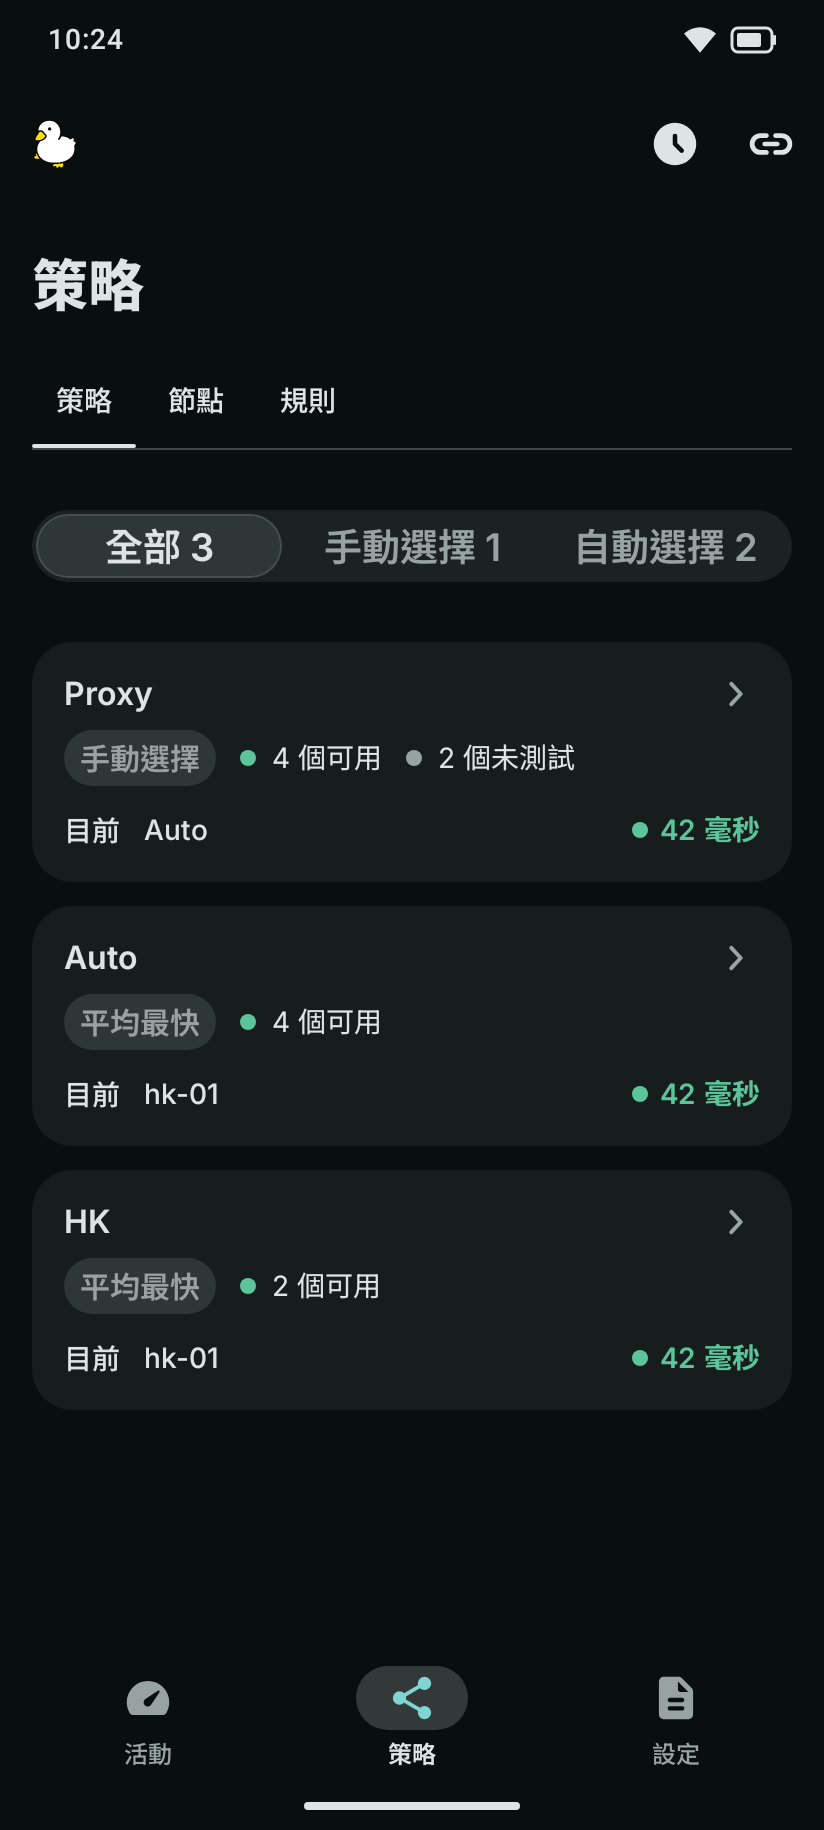 10:24
策略
策略 節點 規則
全部 3 手動選擇 1 自動選擇 2
Proxy
手動選擇 4 個可用 2 個未測試
目前 Auto 42 毫秒
Auto
平均最快 4 個可用
目前 hk-01 42 毫秒
HK
平均最快 2 個可用
目前 hk-01 42 毫秒
活動 策略 設定